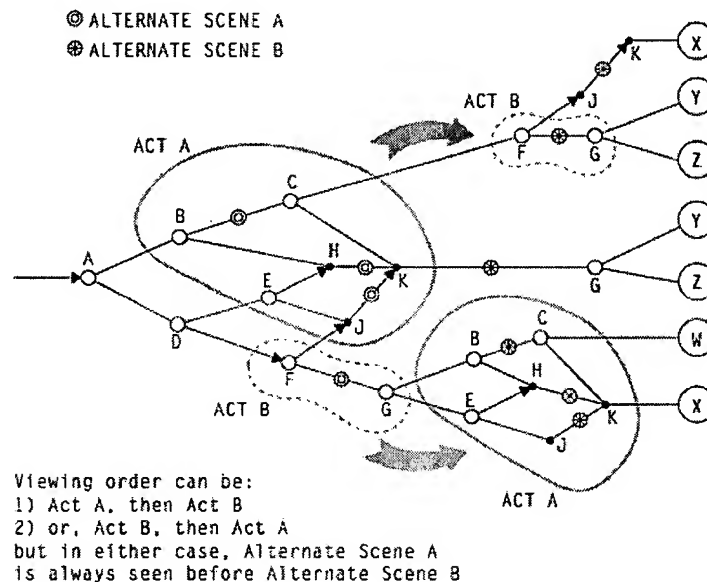 ALTERNATE SCENE A
ALTERNATE SCENE B
K
X
J
ACT B
Y
F
G
Z
ACT A
C
B
Y
H
A
E
K
G
Z
D
J
C
B
W
F
H
ACT B
G
E
K
X
J
ACT A
Viewing order can be:
1) Act A, then Act B
2) or, Act B, then Act A
but in either case, Alternate Scene A
is always seen before Alternate Scene B